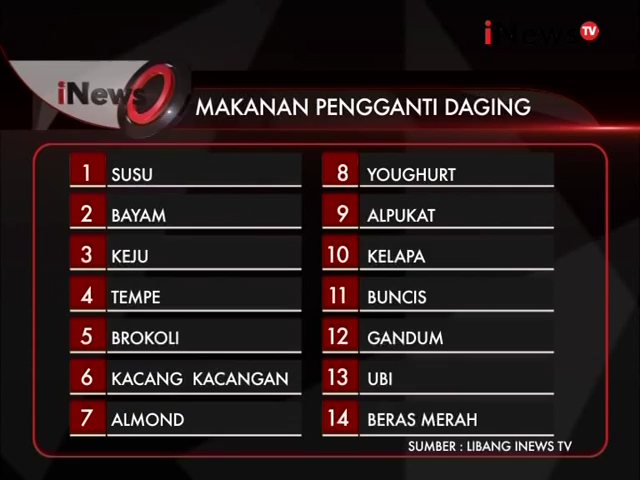 iNewsTV
iNews
MAKANAN PENGGANTI DAGING
1 SUSU
2 BAYAM
3 KEJU
4 TEMPE
5 BROKOLI
6 KACANG KACANGAN
7 ALMOND
8 YOUGHURT
9 ALPUKAT
10 KELAPA
11 BUNCIS
12 GANDUM
13 UBI
14 BERAS MERAH
SUMBER : LIBANG INEWS TV